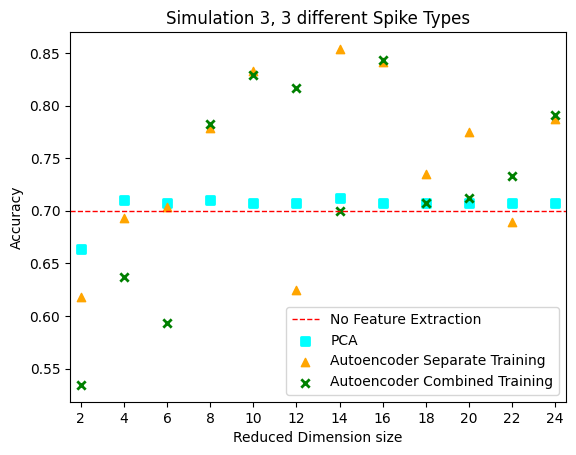 Simulation 3, 3 different Spike Types
Accuracy
0.85
0.80
0.75
0.70
0.65
0.60
0.55
No Feature Extraction
PCA
Autoencoder Separate Training
Autoencoder Combined Training
2 4 6 8 10 12 14 16 18 20 22 24
Reduced Dimension size